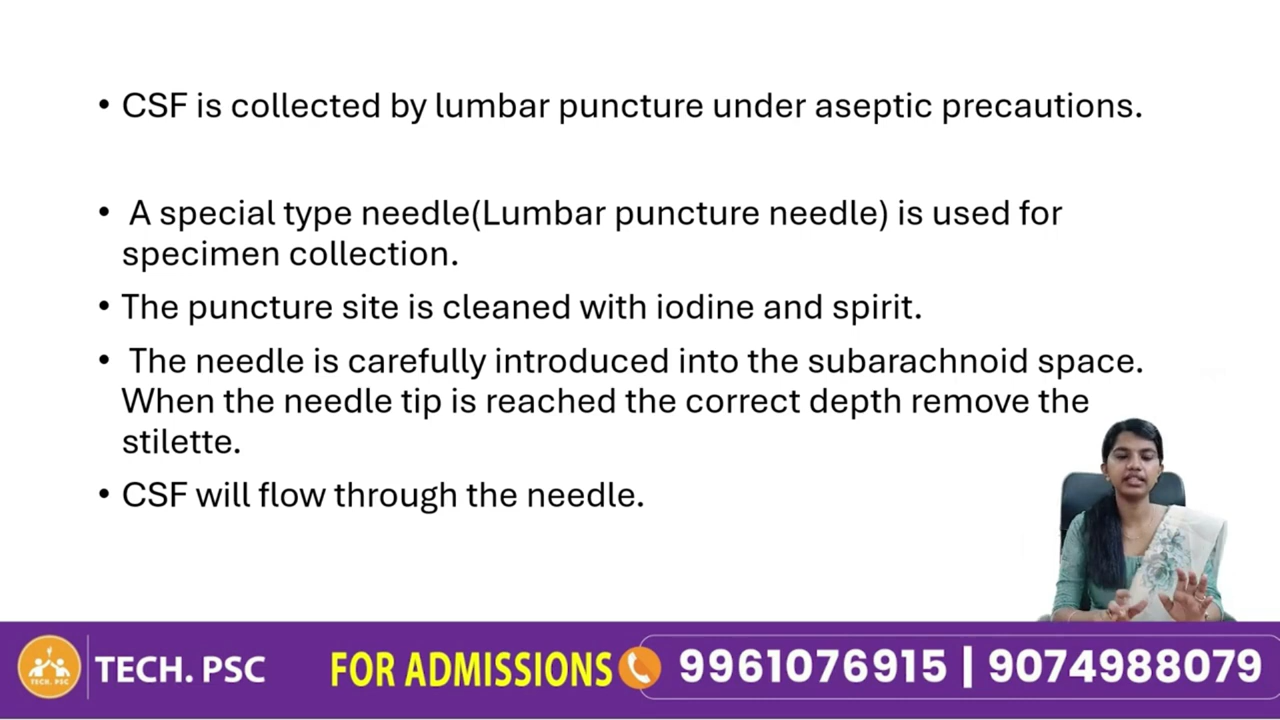 • CSF is collected by lumbar puncture under aseptic precautions.
• A special type needle(Lumbar puncture needle) is used for
specimen collection.
• The puncture site is cleaned with iodine and spirit.
• The needle is carefully introduced into the subarachnoid space.
When the needle tip is reached the correct depth remove the
stilette.
• CSF will flow through the needle.
TECH. PSC
TECH. PSC
FOR ADMISSIONS
9961076915 | 9074988079